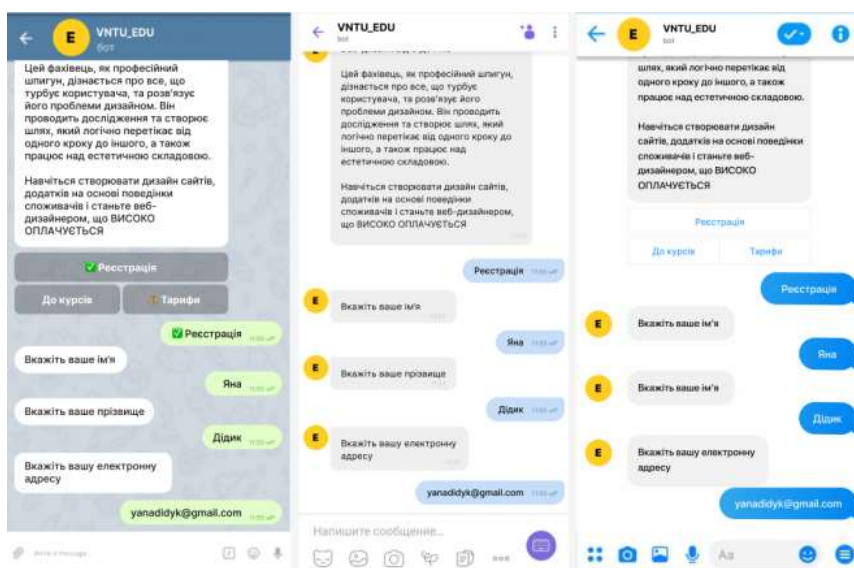 VNTU_EDU
бот
Цей фахівець, як професійний
шпигун, дізнається про все, що
турбує користувача, та розв'язує
його проблеми дизайном. Він
проводить дослідження та створює
шлях, який логічно перетікає від
одного кроку до іншого, а також
працює над естетичною складовою.
Навчіться створювати дизайн сайтів,
додатків на основі поведінки
споживачів і станьте веб-
дизайнером, що ВИСОКО
ОПЛАЧУЄТЬСЯ
Реєстрація
До курсів
Тарифи
Реєстрація
Вкажіть ваше ім'я
Яна
Вкажіть ваше прізвище
Дідик
Вкажіть вашу електронну
адресу
yanadidyk@gmail.com
VNTU_EDU
bot
Цей фахівець, як професійний шпигун,
дізнається про все, що турбує
користувача, та розв'язує його
проблеми дизайном. Він проводить
дослідження та створює шлях, який
логічно перетікає від одного кроку до
іншого, а також працює над
естетичною складовою.
Навчіться створювати дизайн сайтів,
додатків на основі поведінки
споживачів і станьте веб-дизайнером,
що ВИСОКО ОПЛАЧУЄТЬСЯ
Реєстрація
E
Вкажіть ваше ім'я
Яна
E
Вкажіть ваше прізвище
Дідик
E
Вкажіть вашу електронну
адресу
yanadidyk@gmail.com
Напишите сообщение...
E
VNTU_EDU
bot
шлях, який логічно перетікає від
одного кроку до іншого, а також
працює над естетичною складовою.
Навчіться створювати дизайн
сайтів, додатків на основі поведінки
споживачів і станьте веб-
дизайнером, що ВИСОКО
ОПЛАЧУЄТЬСЯ
Реєстрація
До курсів
Тарифи
Реєстрація
E
Вкажіть ваше ім'я
Яна
E
Вкажіть ваше ім'я
Дідик
E
Вкажіть вашу електронну
адресу
yanadidyk@gmail.com
Aa